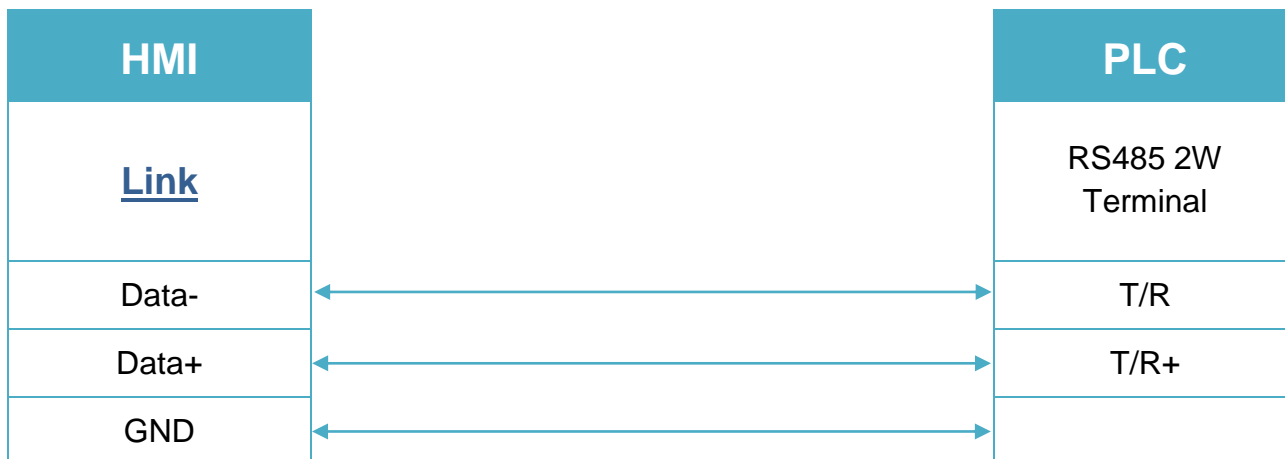 HMI
PLC
Link
RS485 2W
Terminal
Data-
T/R
Data+
T/R+
GND